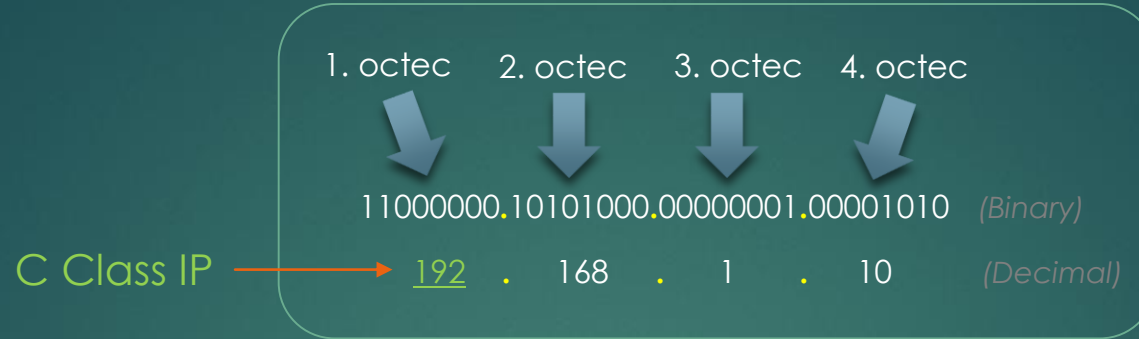 1. octec 2. octec 3. octec 4. octec
11000000.10101000.00000001.00001010 (Binary)
C Class IP 192 . 168 . 1 . 10 (Decimal)